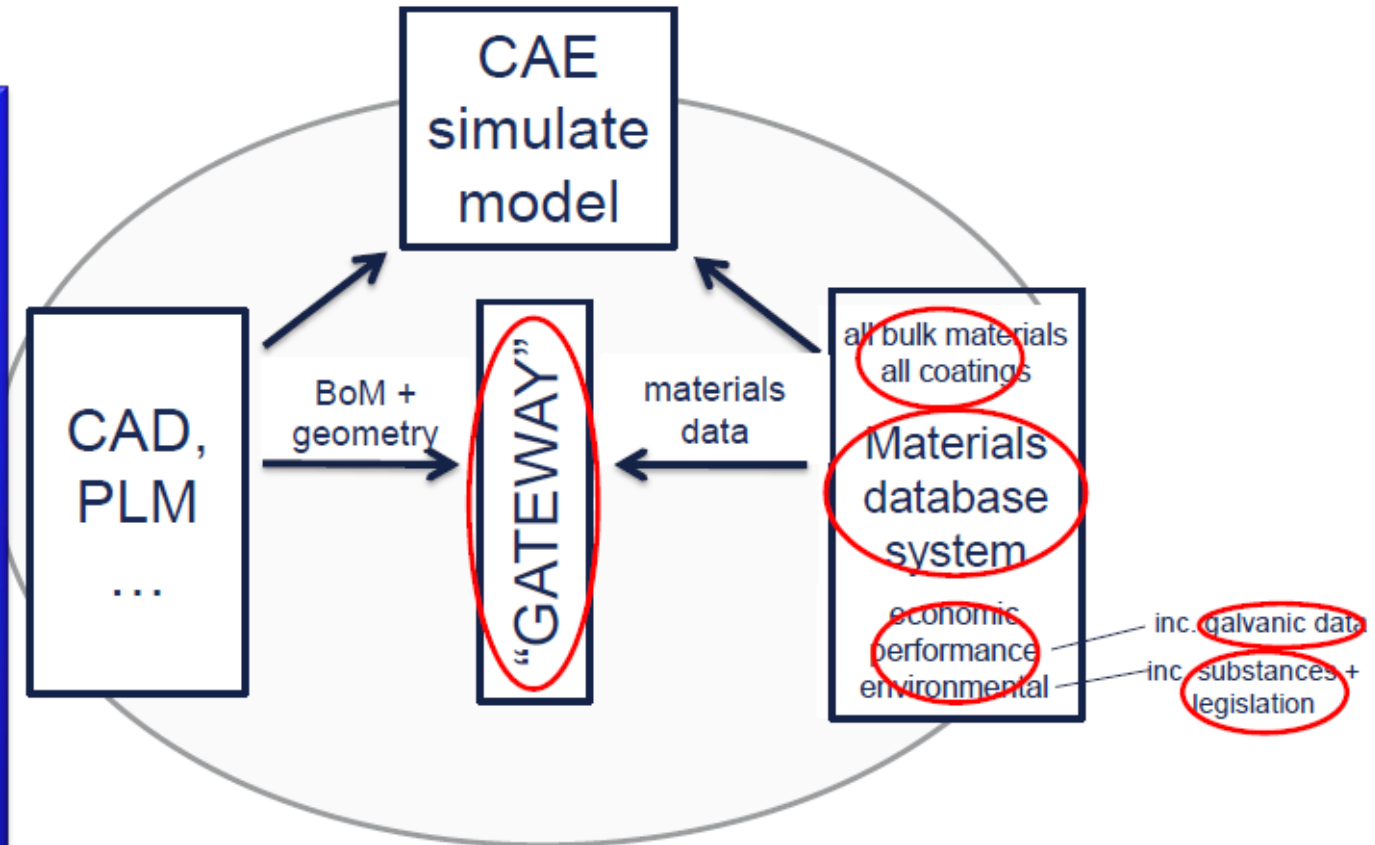 CAE
simulate
model
CAD,
PLM
...
BoM +
geometry
“GATEWAY”
materials
data
all bulk materials
all coatings
Materials
database
system
economic
performance
environmental
inc. galvanic data
inc. substances +
legislation